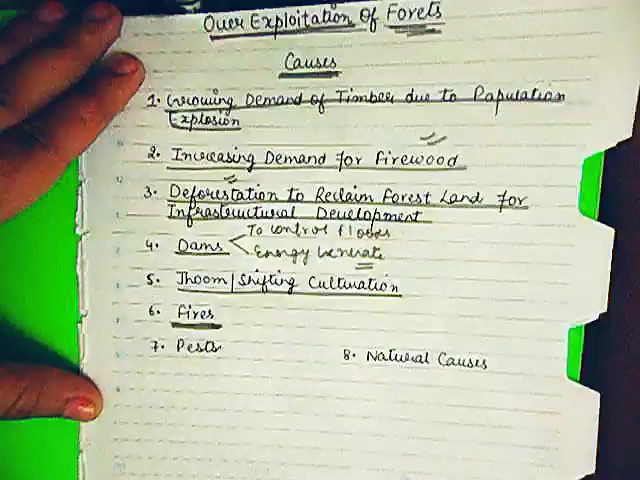 Over Exploitation Of Forets
Causes
1. Growing Demand of Timber due to Population
Explosion
2. Increasing Demand for firewood
3. Deforestation to Reclaim Forest Land for
Infrastructural Development
4. Dams To control floods
Energy Generate
5. Jhoom/Shifting Cultivation
6. Fires
7. Pests 8. Natural Causes